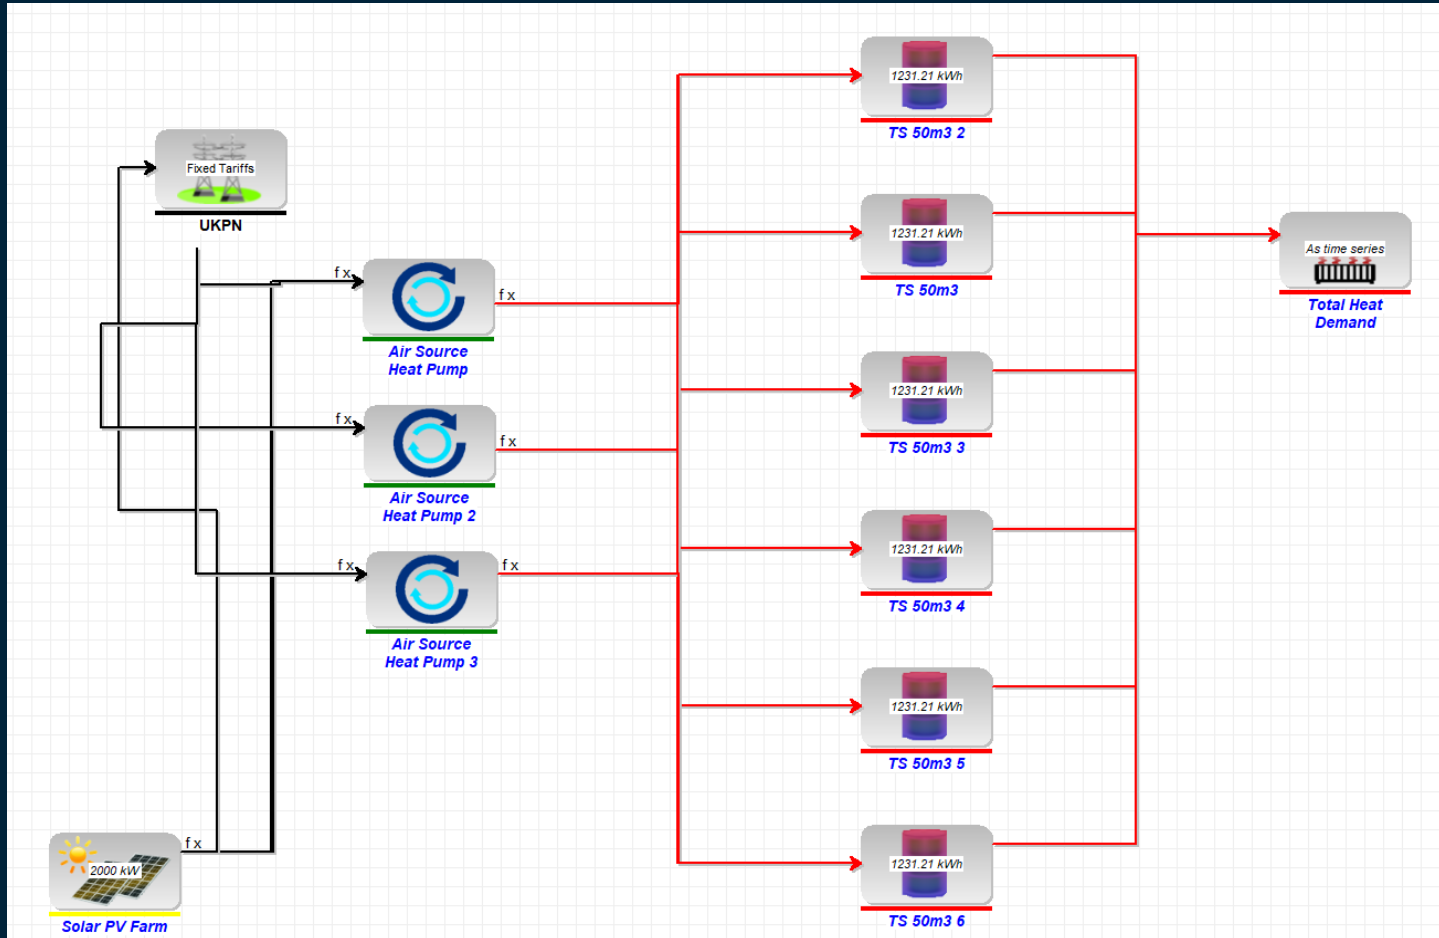 1231.21 kWh
TS 50m3 2
Fixed Tariffs
UKPN
1231.21 kWh
TS 50m3
As time series
Total Heat
Demand
f x
f x
Air Source
Heat Pump
1231.21 kWh
TS 50m3 3
f x
f x
Air Source
Heat Pump 2
1231.21 kWh
TS 50m3 4
f x
f x
Air Source
Heat Pump 3
1231.21 kWh
TS 50m3 5
f x
2000 kW
Solar PV Farm
1231.21 kWh
TS 50m3 6